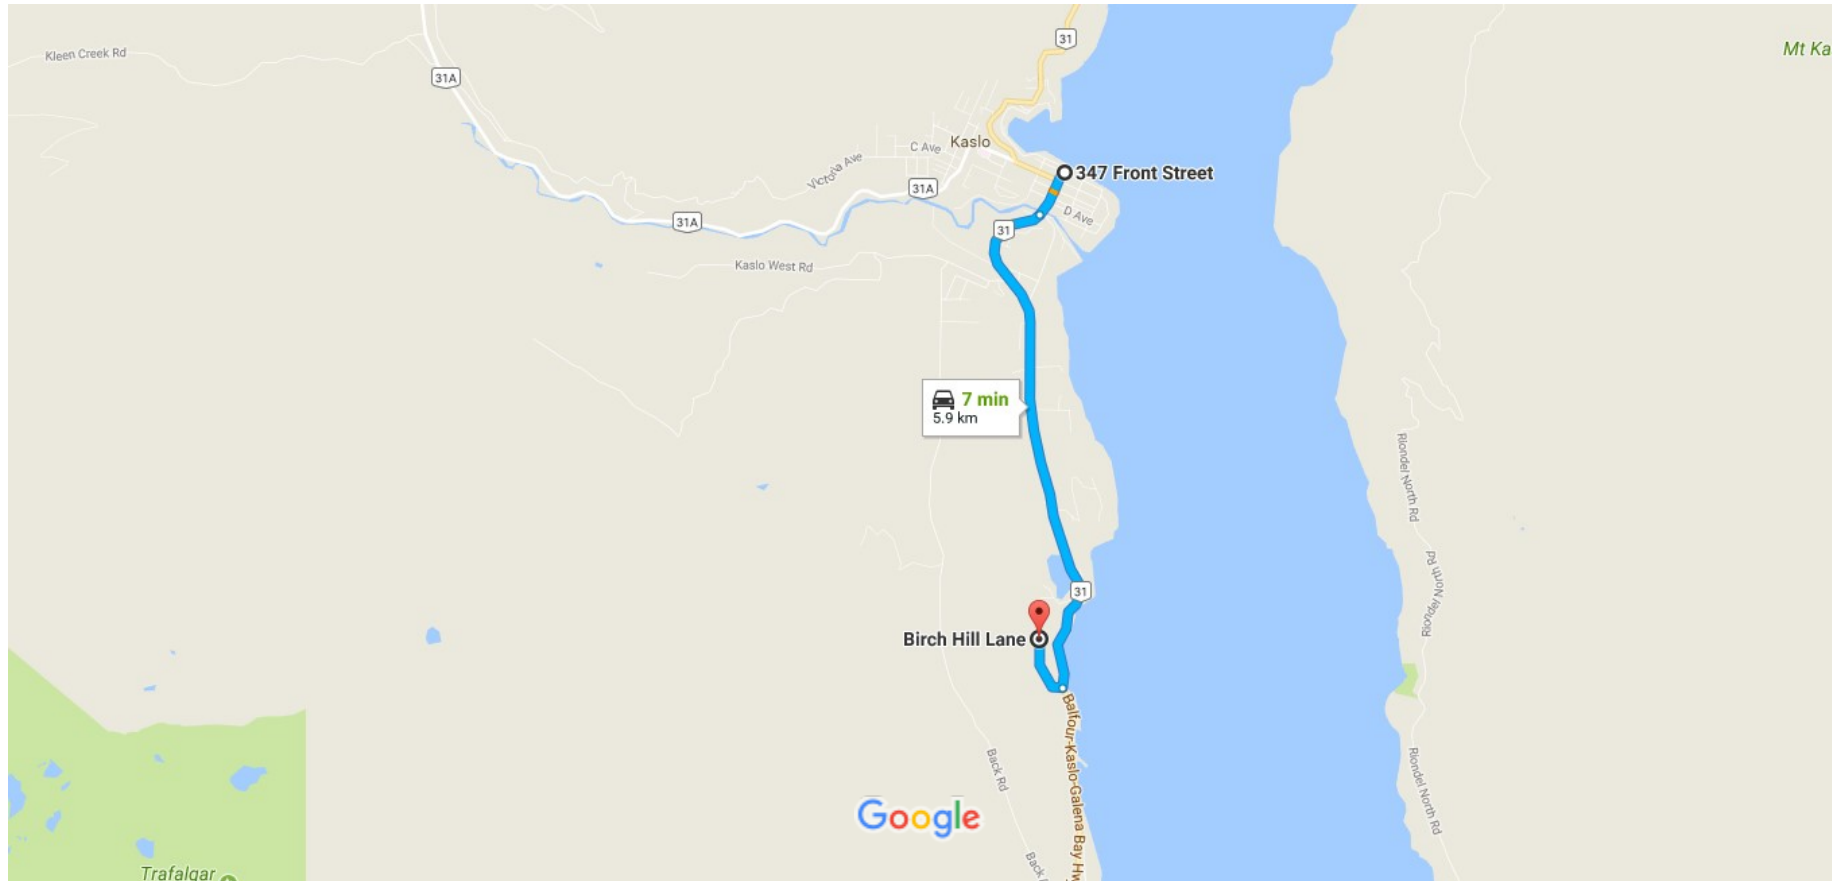 31
Mt Ka
Kleen Creek Rd
31A
Kaslo
C Ave
Victoria Ave
347 Front Street
31A
D Ave
31A
31
Kaslo West Rd
7 min
5.9 km
Riondel North Rd
Riondel North Rd
31
Birch Hill Lane
Balfour-Kaslo-Galena Bay Hw
Back Rd
Riondel North Rd
Google
Back
Trafalgar